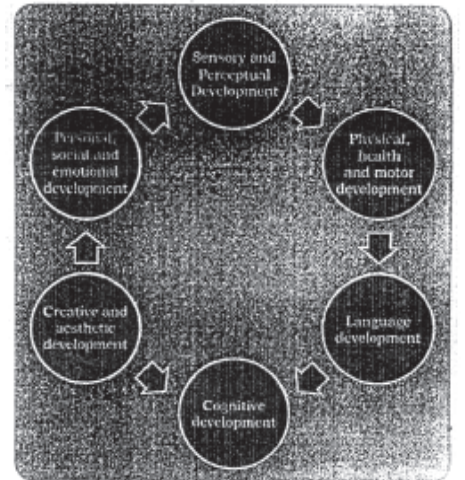 Sensory and
Perceptual
Development
Physical,
health
and motor
development
Language
development
Cognitive
development
Creative and
aesthetic
development
Personal,
social and
emotional
development